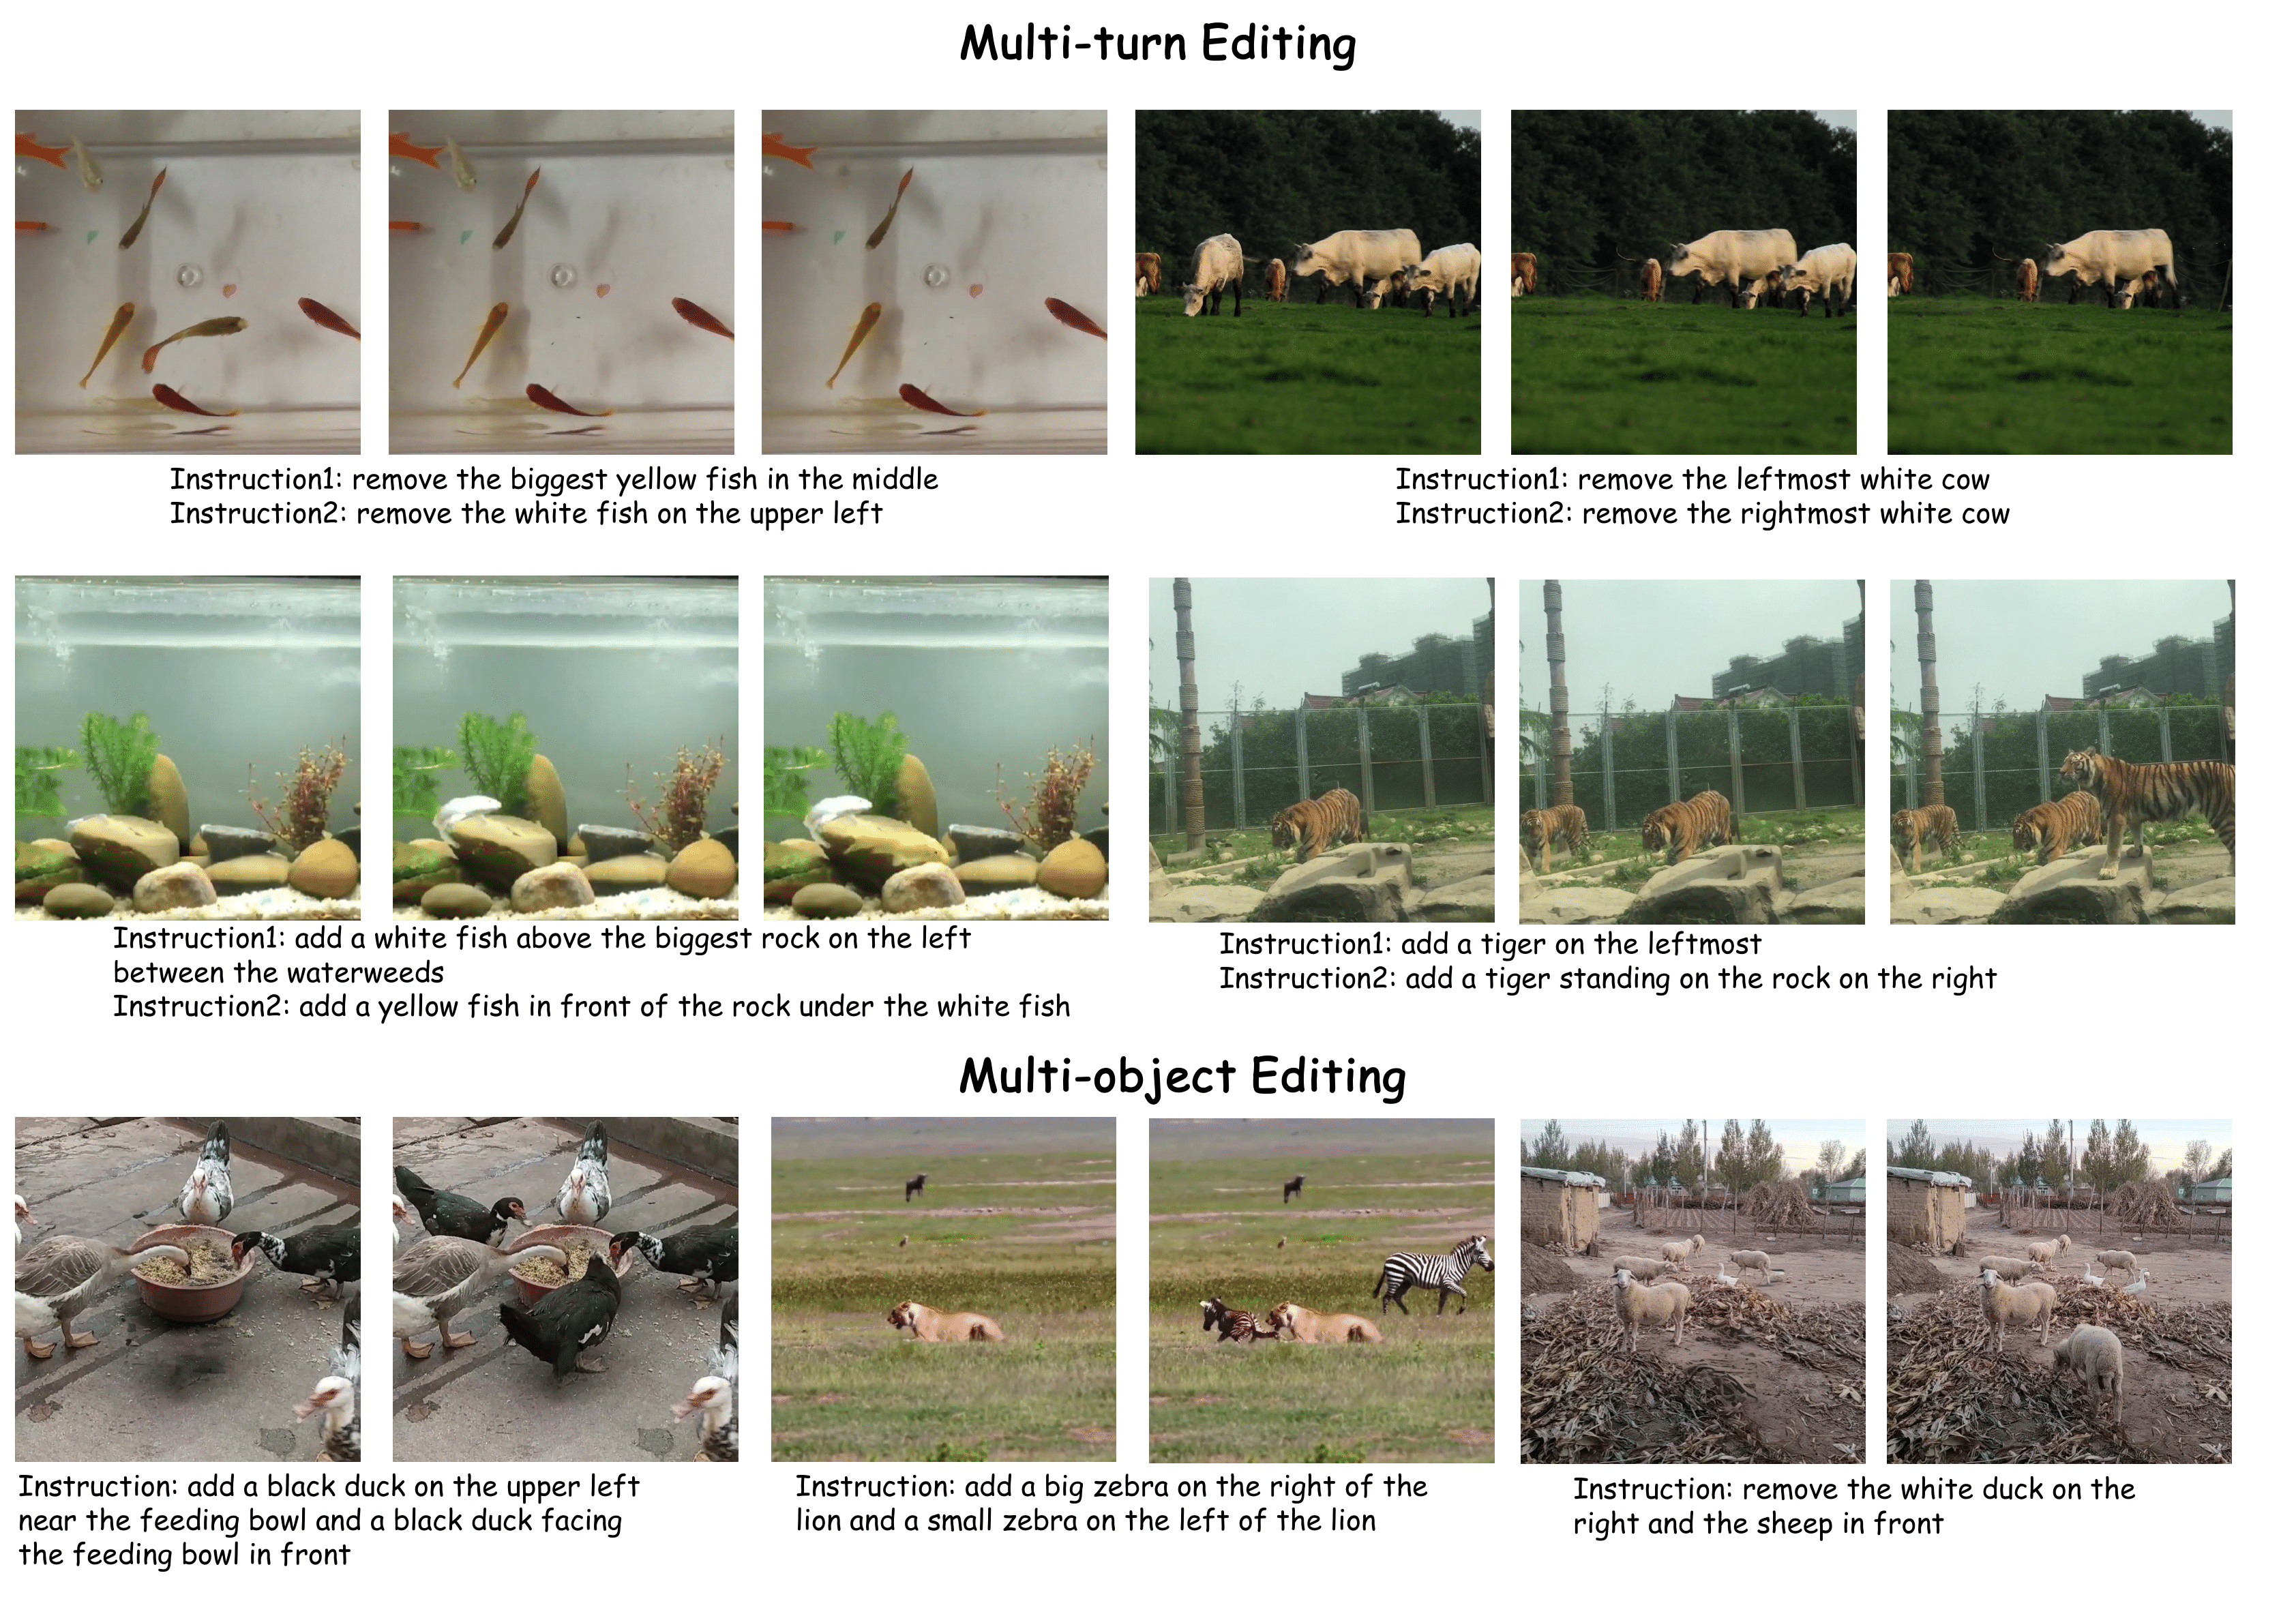 Multi-turn Editing
Instruction1: remove the biggest yellow fish in the middle
Instruction2: remove the white fish on the upper left
Instruction1: remove the leftmost white cow
Instruction2: remove the rightmost white cow
Instruction1: add a white fish above the biggest rock on the left
between the waterweeds
Instruction2: add a yellow fish in front of the rock under the white fish
Instruction1: add a tiger on the leftmost
Instruction2: add a tiger standing on the rock on the right
Multi-object Editing
Instruction: add a black duck on the upper left
near the feeding bowl and a black duck facing
the feeding bowl in front
Instruction: add a big zebra on the right of the
lion and a small zebra on the left of the lion
Instruction: remove the white duck on the
right and the sheep in front